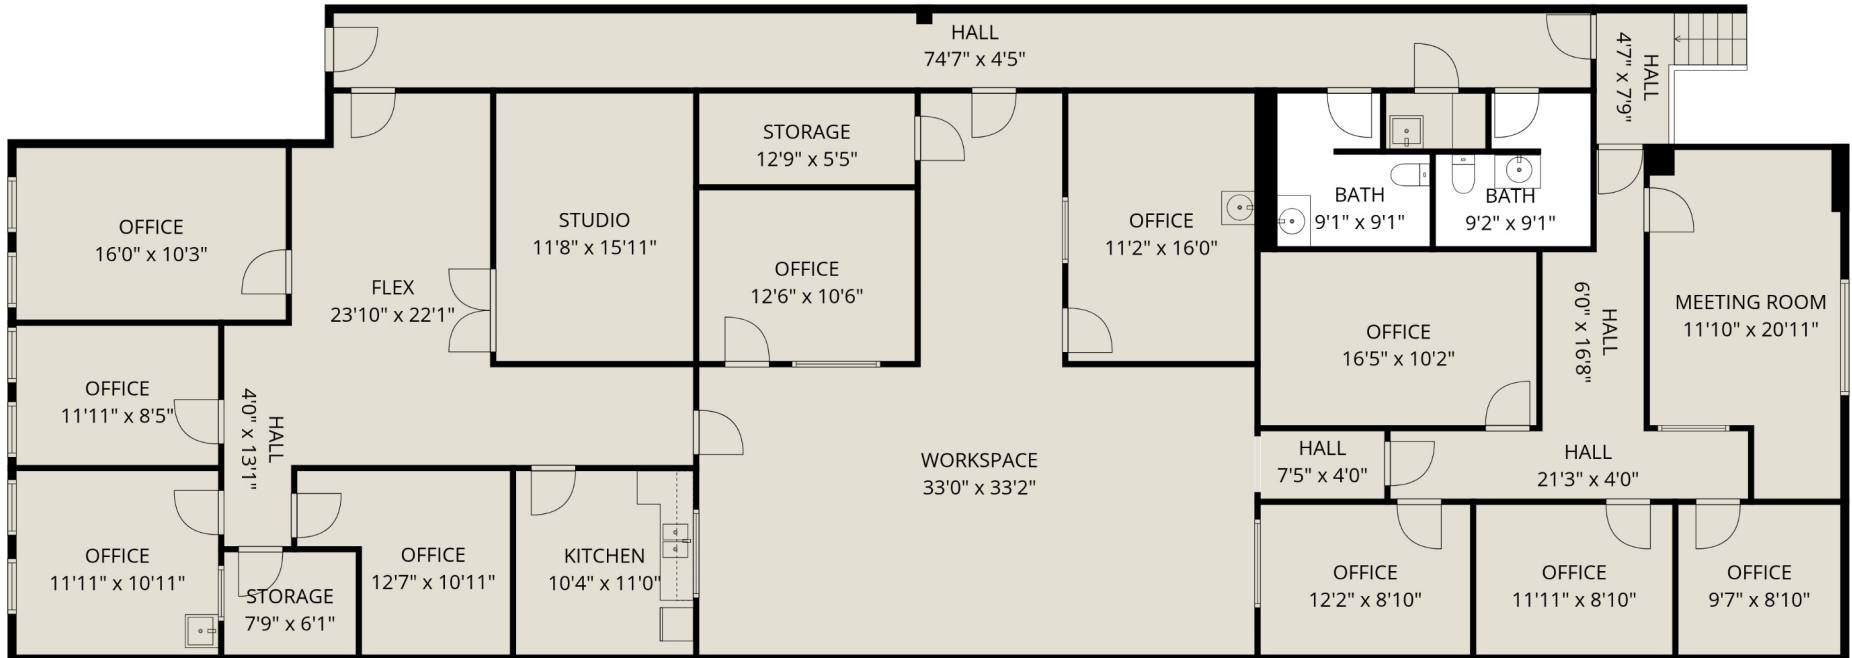 HALL
74'7" x 4'5"
HALL
4'7" x 7'9"
STORAGE
12'9" x 5'5"
OFFICE
16'0" x 10'3"
STUDIO
11'8" x 15'11"
OFFICE
11'2" x 16'0"
BATH
9'1" x 9'1"
BATH
9'2" x 9'1"
FLEX
23'10" x 22'1"
OFFICE
12'6" x 10'6"
OFFICE
16'5" x 10'2"
HALL
6'0" x 16'8"
MEETING ROOM
11'10" x 20'11"
OFFICE
11'11" x 8'5"
HALL
4'0" x 13'1"
WORKSPACE
33'0" x 33'2"
HALL
7'5" x 4'0"
HALL
21'3" x 4'0"
OFFICE
11'11" x 10'11"
STORAGE
7'9" x 6'1"
OFFICE
12'7" x 10'11"
KITCHEN
10'4" x 11'0"
OFFICE
12'2" x 8'10"
OFFICE
11'11" x 8'10"
OFFICE
9'7" x 8'10"